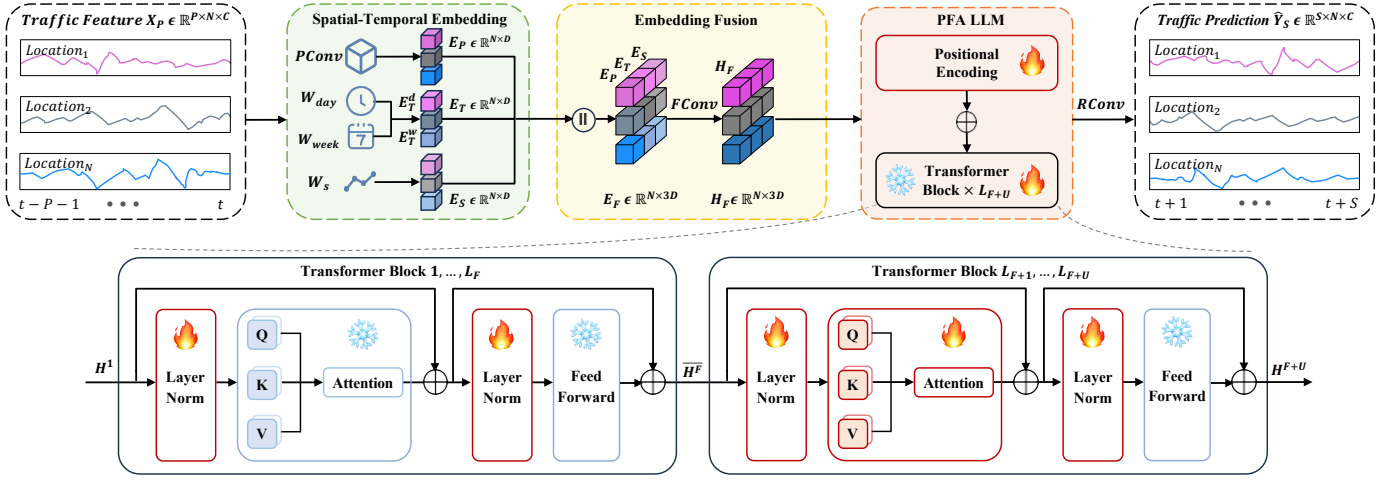 Traffic Feature X_P ϵ ℝ^{P×N×C}
Location_1
Location_2
Location_N
t − P − 1 • • • t
Spatial-Temporal Embedding
PConv
E_P ϵ ℝ^{N×D}
W_day
W_week
7
E_T^d
E_T^w
E_T ϵ ℝ^{N×D}
W_s
E_S ϵ ℝ^{N×D}
Embedding Fusion
E_S
E_T
E_P
H_F
FConv
E_F ϵ ℝ^{N×3D}
H_F ϵ ℝ^{N×3D}
PFA LLM
Positional
Encoding
Transformer
Block × L_{F+U}
RConv
Traffic Prediction Ŷ_S ϵ ℝ^{S×N×C}
Location_1
Location_2
Location_N
t + 1 • • • t + S
Transformer Block 1, …, L_F
H^1
Layer
Norm
Q
K
V
Attention
Layer
Norm
Feed
Forward
H̅^F̅
Transformer Block L_{F+1}, …, L_{F+U}
Layer
Norm
Q
K
V
Attention
Layer
Norm
Feed
Forward
H^{F+U}